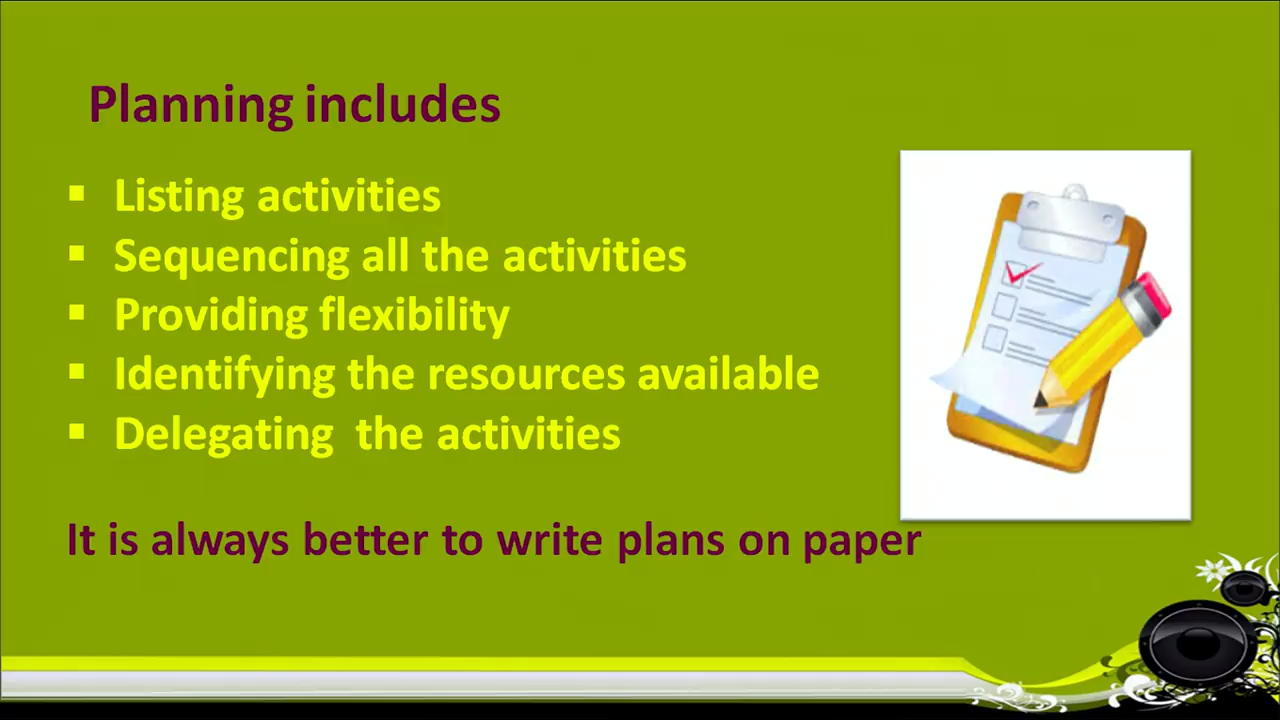 Planning includes
▪ Listing activities
▪ Sequencing all the activities
▪ Providing flexibility
▪ Identifying the resources available
▪ Delegating  the activities
It is always better to write plans on paper